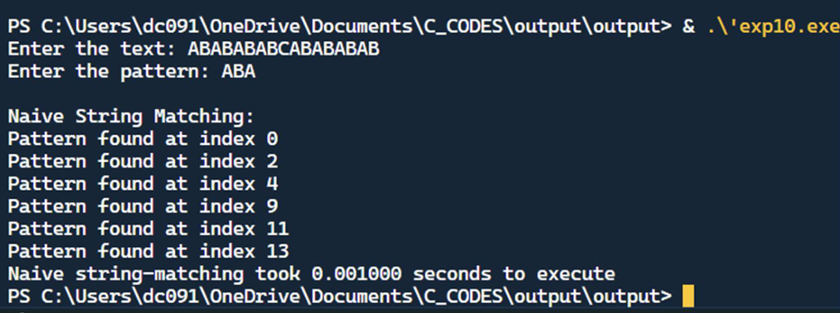 PS C:\Users\dc091\OneDrive\Documents\C_CODES\output\output> & .\'exp10.exe
Enter the text: ABABABABCABABABAB
Enter the pattern: ABA
Naive String Matching:
Pattern found at index 0
Pattern found at index 2
Pattern found at index 4
Pattern found at index 9
Pattern found at index 11
Pattern found at index 13
Naive string-matching took 0.001000 seconds to execute
PS C:\Users\dc091\OneDrive\Documents\C_CODES\output\output>